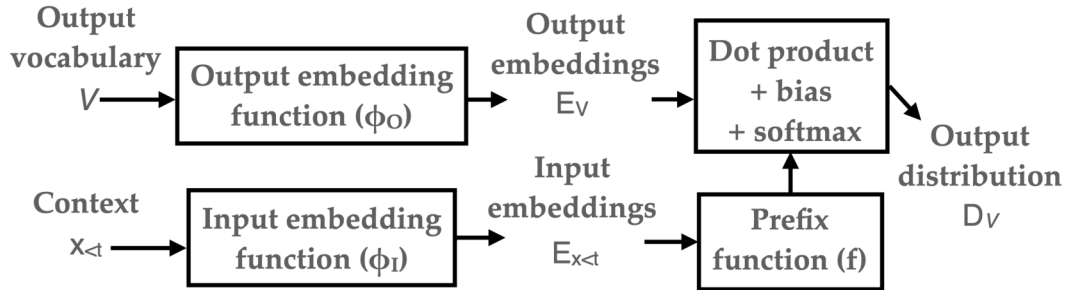 Output
vocabulary
V
Output embedding
function (ϕO)
Output
embeddings
EV
Dot product
+ bias
+ softmax
Output
distribution
DV
Context
x<t
Input embedding
function (ϕI)
Input
embeddings
Ex<t
Prefix
function (f)